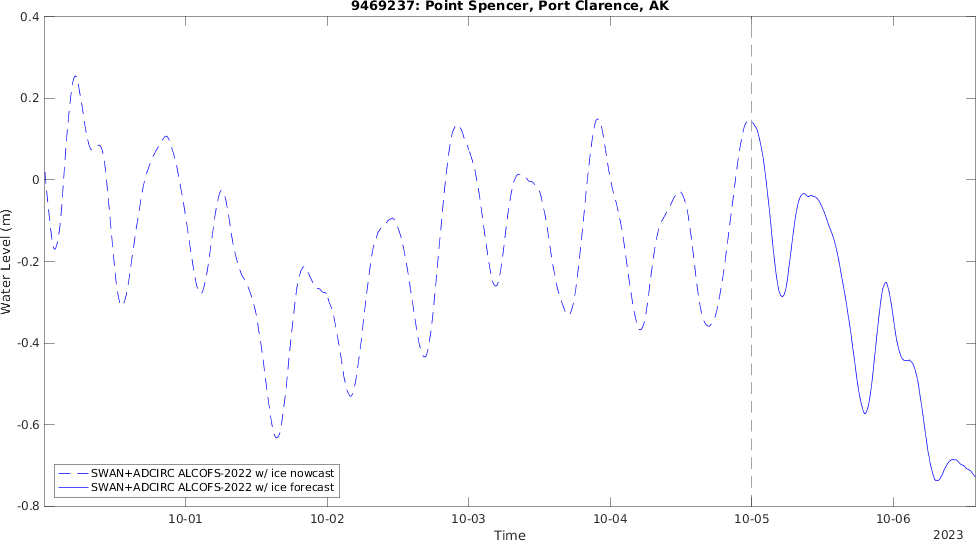 9469237: Point Spencer, Port Clarence, AK
0.4
0.2
0
-0.2
-0.4
-0.6
-0.8
Water Level (m)
SWAN+ADCIRC ALCOFS-2022 w/ ice nowcast
SWAN+ADCIRC ALCOFS-2022 w/ ice forecast
10-01 10-02 10-03 10-04 10-05 10-06
Time
2023